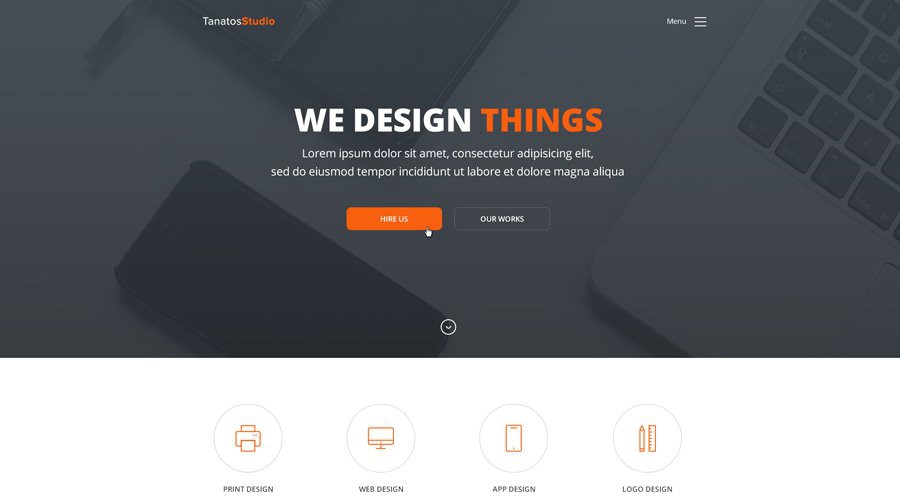 TanatosStudio
Menu
WE DESIGN THINGS
Lorem ipsum dolor sit amet, consectetur adipisicing elit,
sed do eiusmod tempor incididunt ut labore et dolore magna aliqua
HIRE US
OUR WORKS
PRINT DESIGN
WEB DESIGN
APP DESIGN
LOGO DESIGN